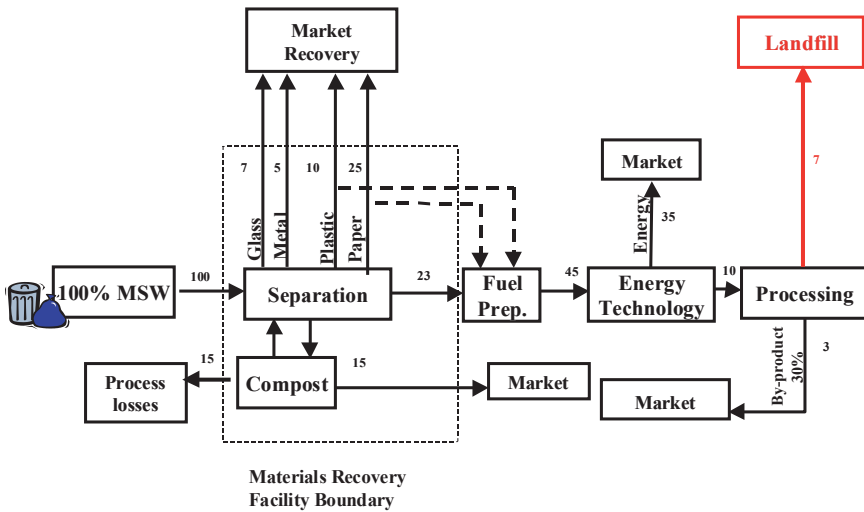 Market
Recovery
Landfill
7
5
10
25
7
Market
Glass
Metal
Plastic
Paper
Energy
35
100% MSW
100
Separation
23
Fuel
Prep.
45
Energy
Technology
10
Processing
15
Process
losses
Compost
15
Market
Market
By-product
30%
3
Materials Recovery
Facility Boundary